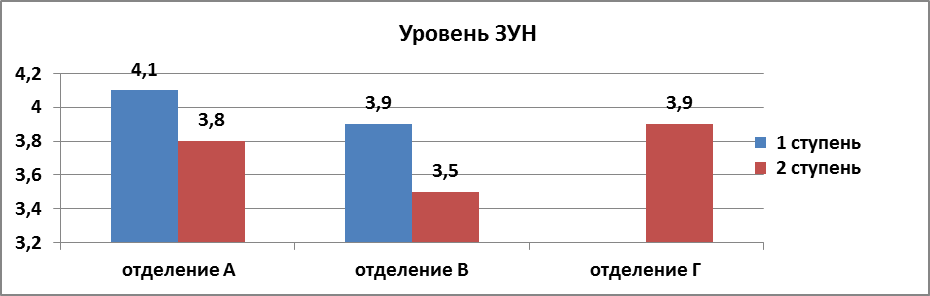 Уровень ЗУН
4,2
4
3,8
3,6
3,4
3,2
4,1
3,8
3,9
3,5
3,9
отделение А
отделение В
отделение Г
1 ступень
2 ступень